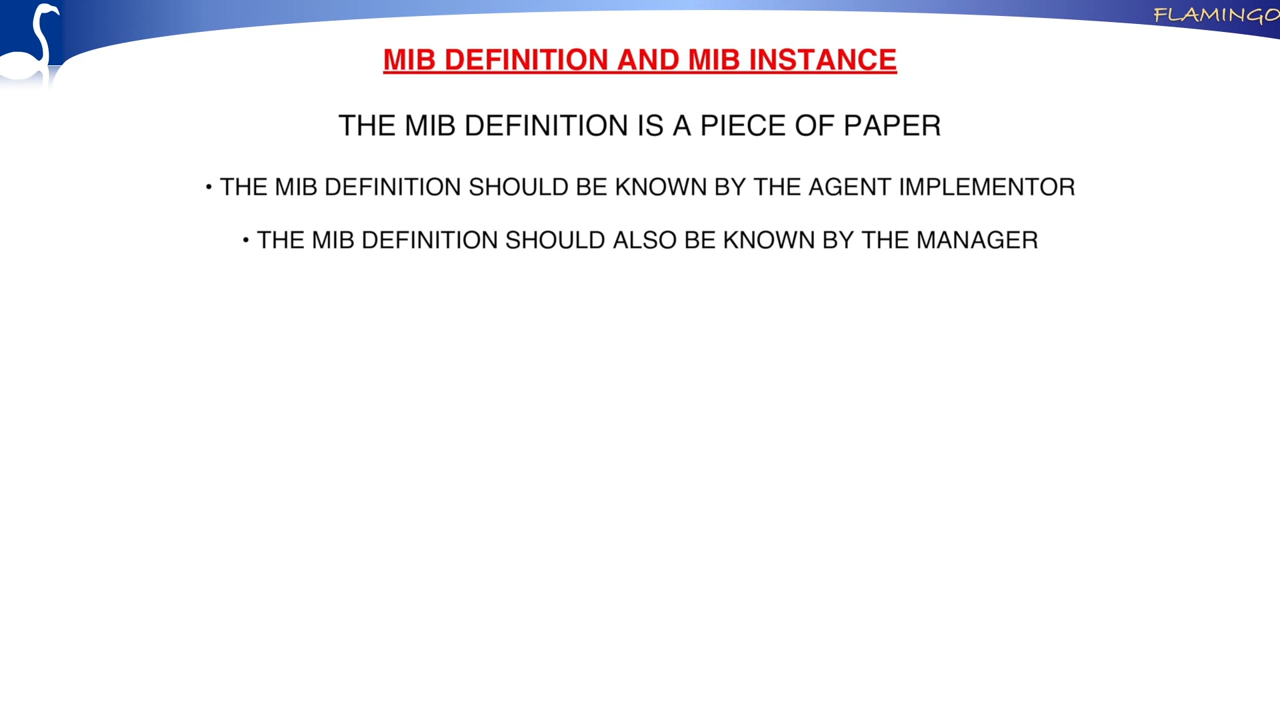 FLAMINGO
MIB DEFINITION AND MIB INSTANCE
THE MIB DEFINITION IS A PIECE OF PAPER
• THE MIB DEFINITION SHOULD BE KNOWN BY THE AGENT IMPLEMENTOR
• THE MIB DEFINITION SHOULD ALSO BE KNOWN BY THE MANAGER